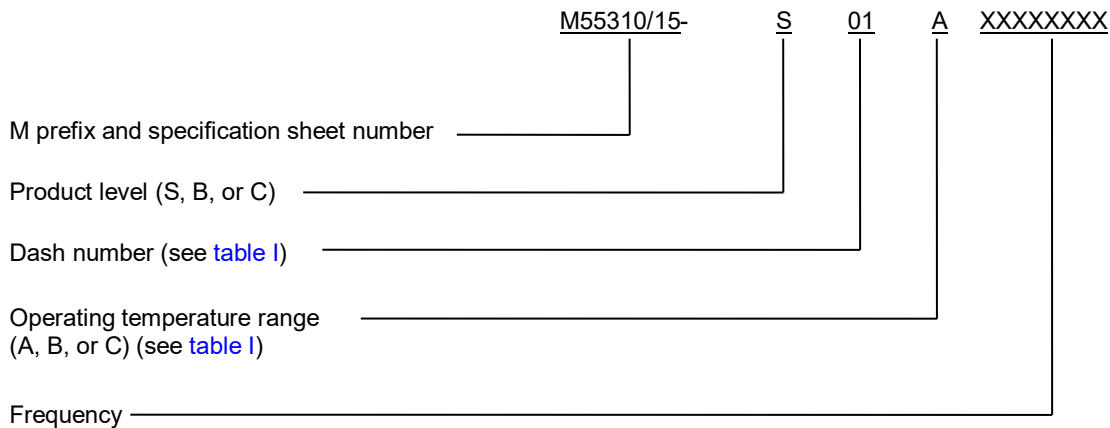 M55310/15- S 01 A XXXXXXXX
M prefix and specification sheet number
Product level (S, B, or C)
Dash number (see table I)
Operating temperature range
(A, B, or C) (see table I)
Frequency